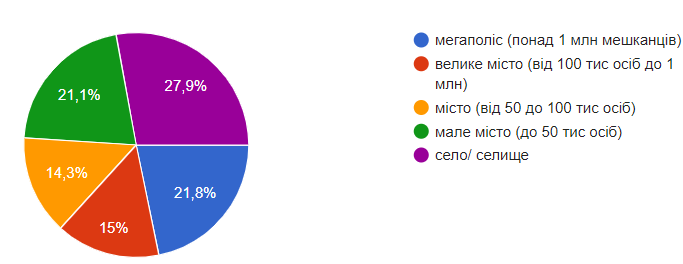 мегаполіс (понад 1 млн мешканців)
велике місто (від 100 тис осіб до 1
млн)
місто (від 50 до 100 тис осіб)
мале місто (до 50 тис осіб)
село/ селище
27,9%
21,1%
21,8%
14,3%
15%